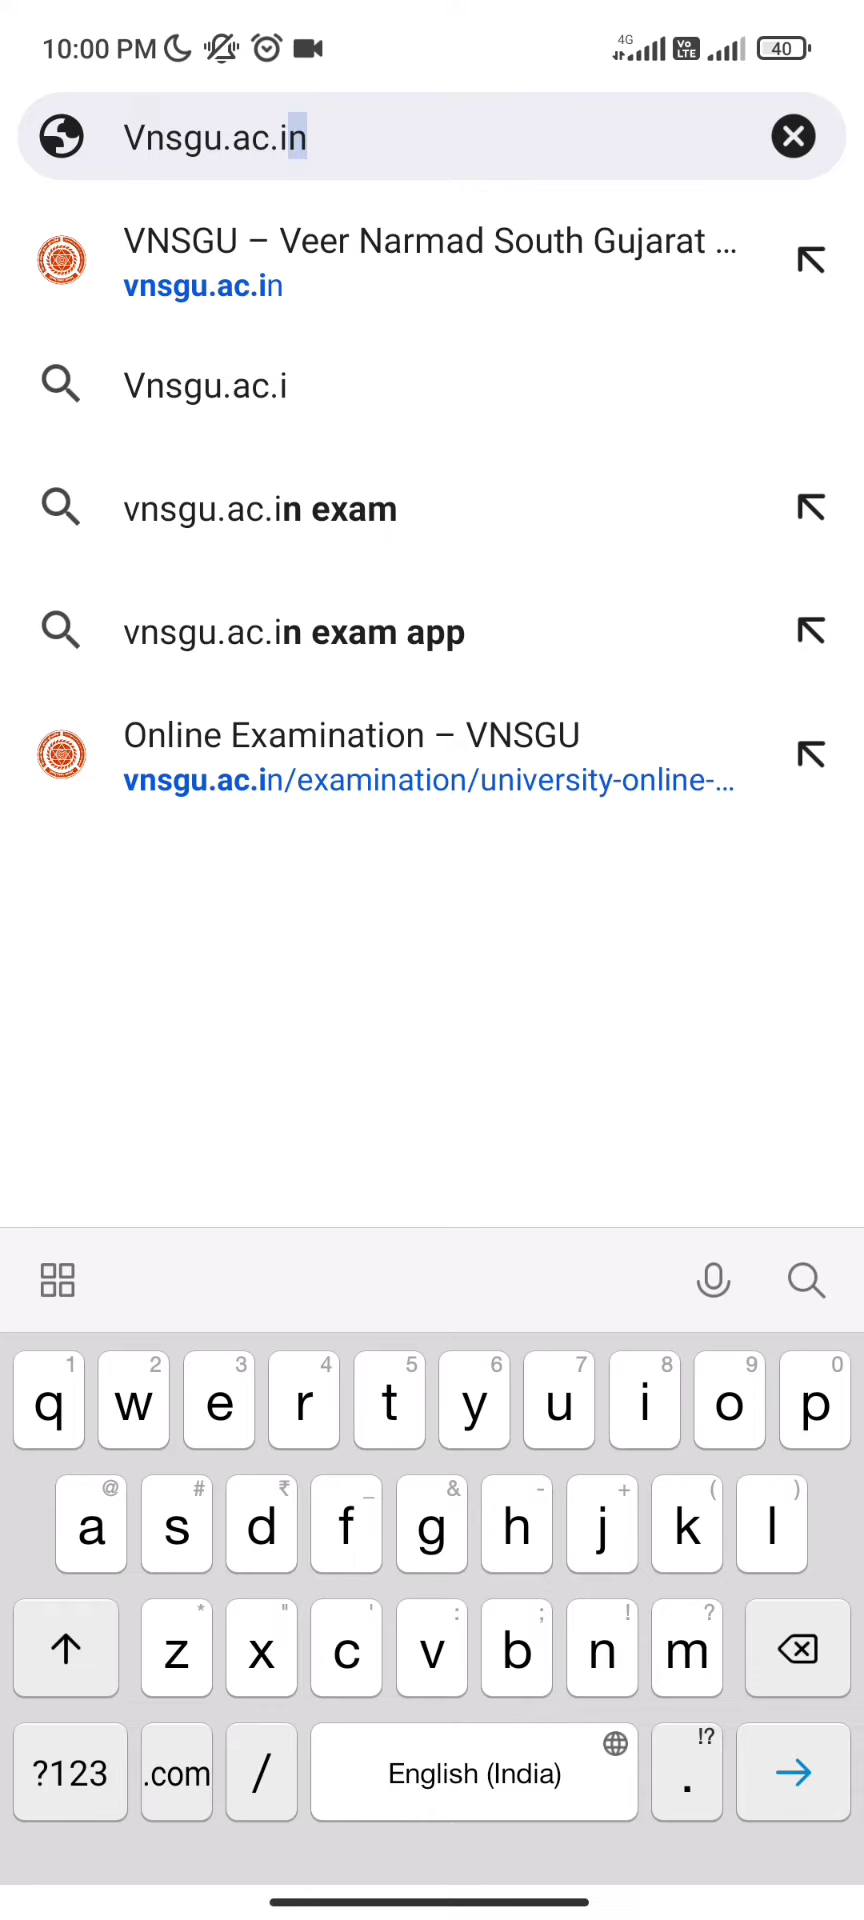 10:00 PM 4G Vo LTE 40
Vnsgu.ac.in
VNSGU – Veer Narmad South Gujarat ...
vnsgu.ac.in
Vnsgu.ac.i
vnsgu.ac.in exam
vnsgu.ac.in exam app
Online Examination – VNSGU
vnsgu.ac.in/examination/university-online-...
1 2 3 4 5 6 7 8 9 0
q w e r t y u i o p
@ # ₹ _ & - + ( )
a s d f g h j k l
* " ' : ; ! ?
z x c v b n m
!?
?123 .com / English (India) .